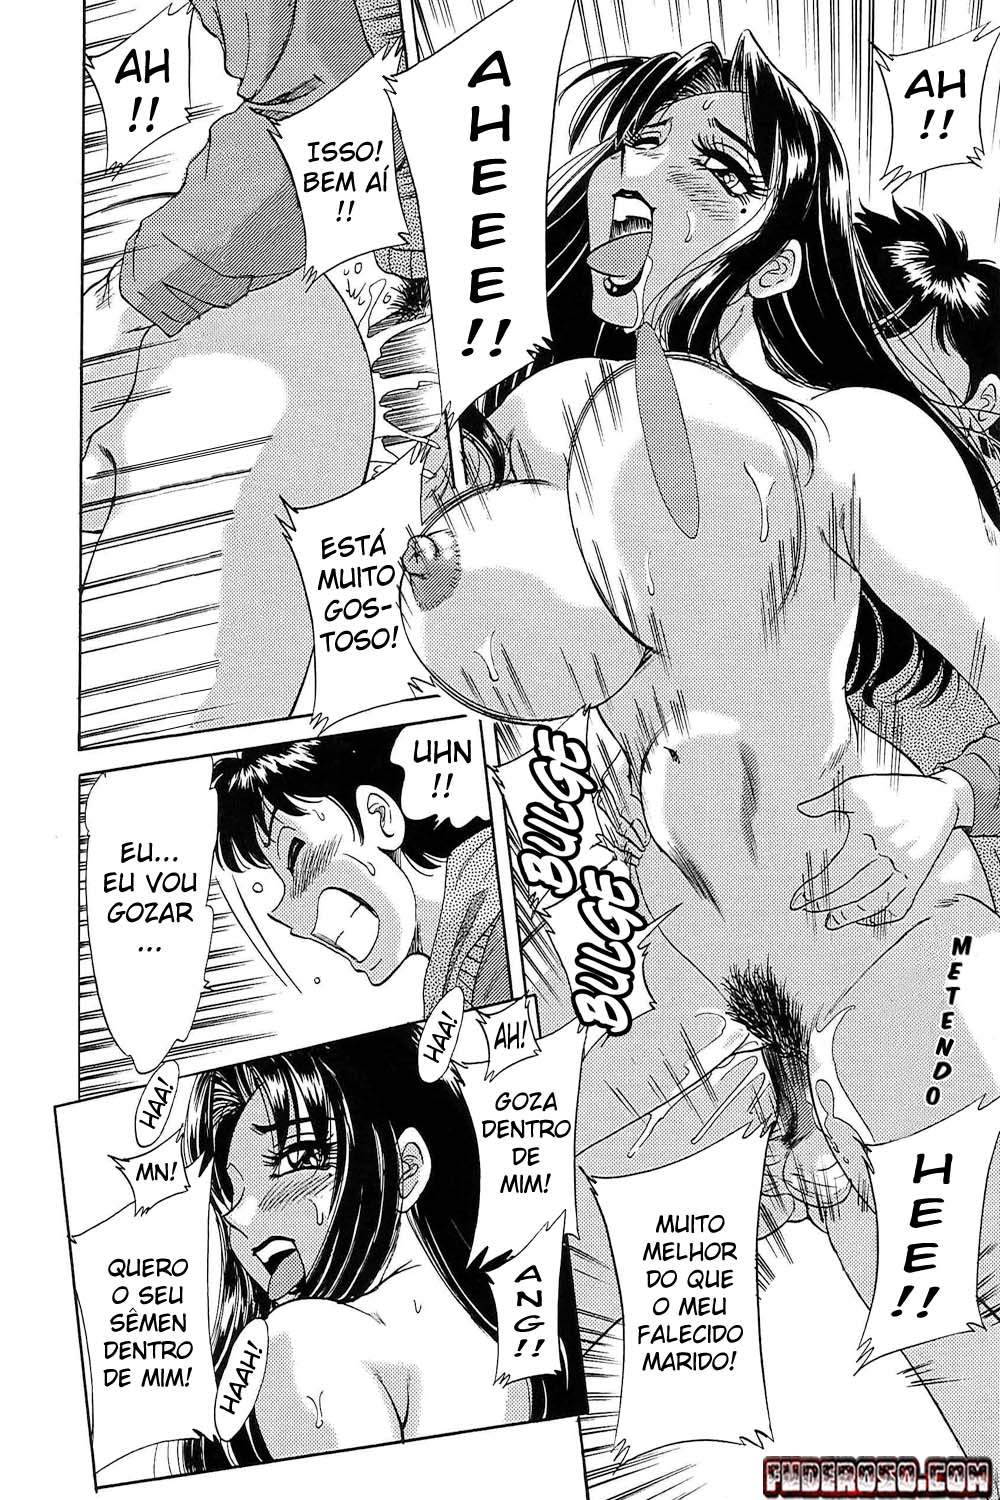 AH
!!
AHEEE!!
AH
!!
ISSO!
BEM AÍ
!!
ESTÁ
MUITO
GOS-
TOSO!
BULGE
BULGE
METENDO
HEE!!
MUITO
MELHOR
DO QUE
O MEU
FALECIDO
MARIDO!
UHN
!!
EU...
EU VOU
GOZAR
...
AH!
HAA!
GOZA
DENTRO
DE
MIM!
ANG!!
HAA!
MN!
QUERO
O SEU
SÊMEN
DENTRO
DE MIM!
HAAH!
FUDEROSO.COM